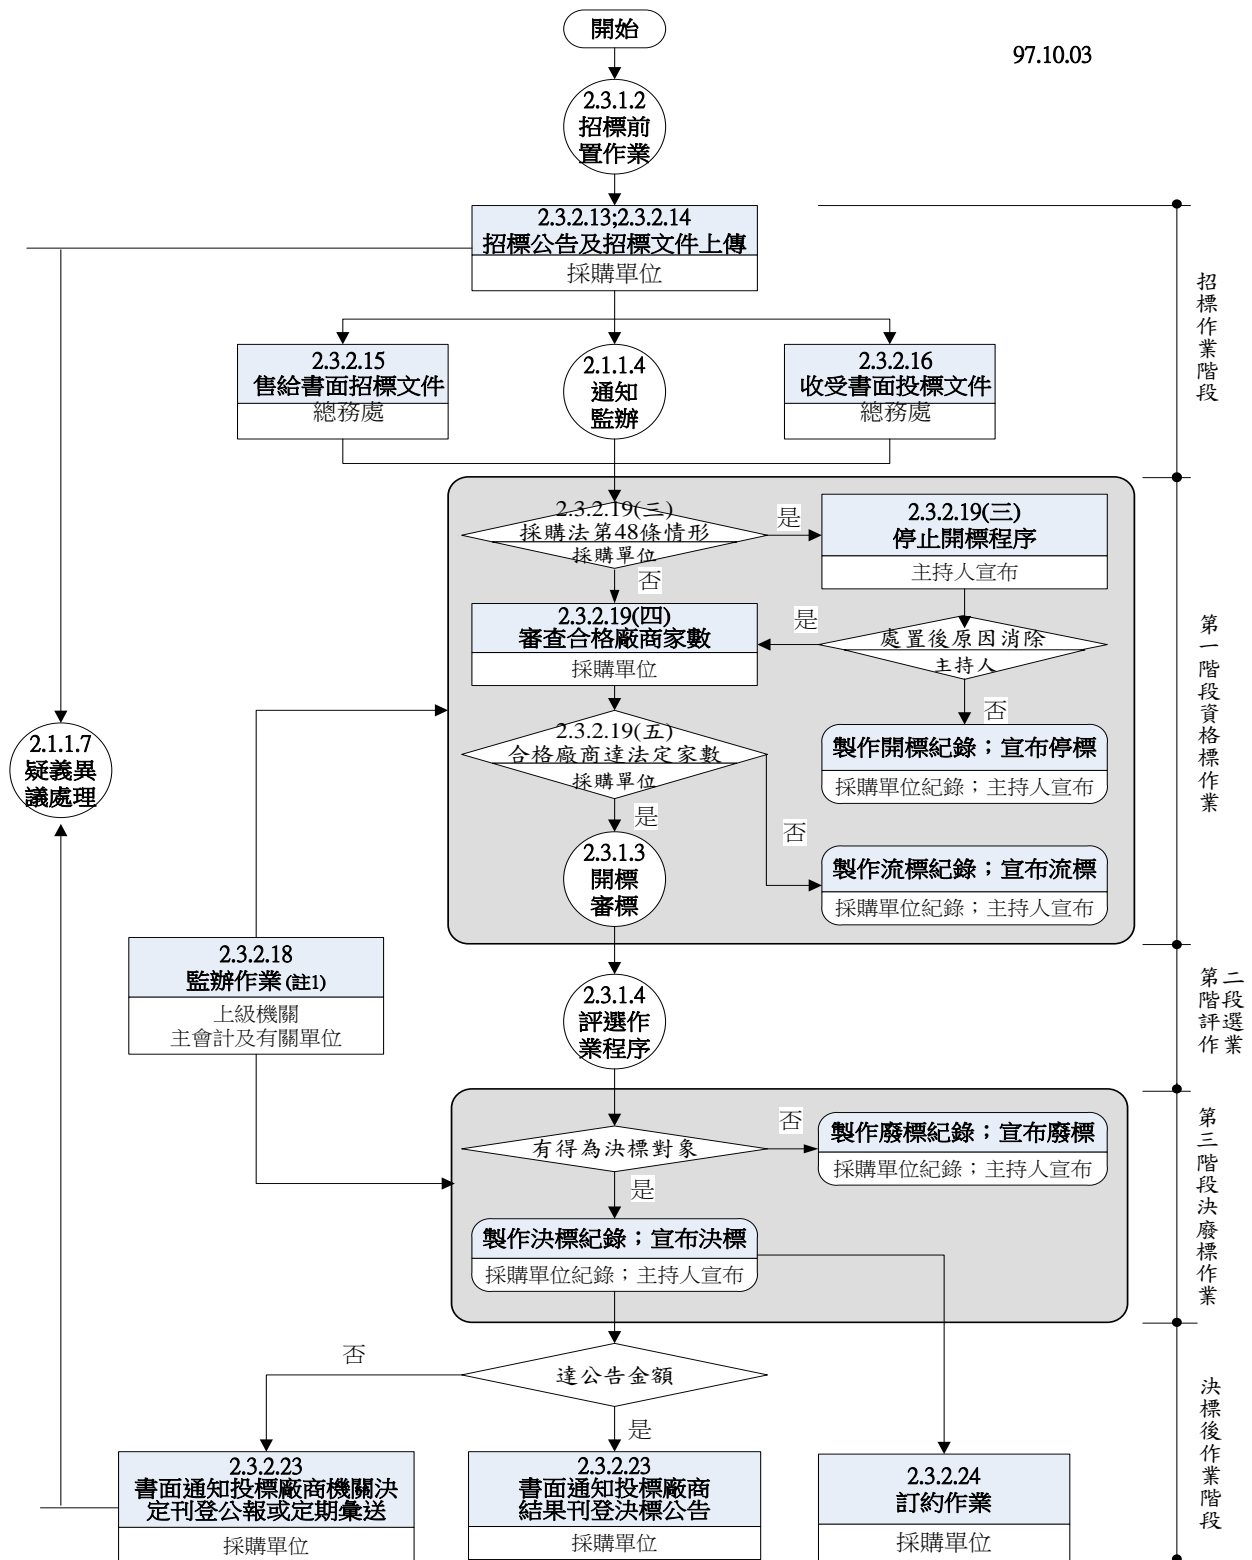 開始
97.10.03
2.3.1.2
招標前
置作業
2.3.2.13;2.3.2.14
招標公告及招標文件上傳
採購單位
招標作業階段
2.3.2.15
售給書面招標文件
總務處
2.1.1.4
通知
監辦
2.3.2.16
收受書面投標文件
總務處
2.3.2.19(三)
採購法第48條情形
採購單位
是
否
2.3.2.19(三)
停止開標程序
主持人宣布
2.3.2.19(四)
審查合格廠商家數
採購單位
是
處置後原因消除
主持人
否
第一階段資格標作業
2.3.2.19(五)
合格廠商達法定家數
採購單位
是
否
製作開標紀錄；宣布停標
採購單位紀錄；主持人宣布
2.1.1.7
疑義異
議處理
2.3.1.3
開標
審標
製作流標紀錄；宣布流標
採購單位紀錄；主持人宣布
2.3.2.18
監辦作業(註1)
上級機關
主會計及有關單位
2.3.1.4
評選作
業程序
第二
階段
評選
作業
有得為決標對象
否
是
製作廢標紀錄；宣布廢標
採購單位紀錄；主持人宣布
第三階段決廢標作業
製作決標紀錄；宣布決標
採購單位紀錄；主持人宣布
達公告金額
否
是
決標後作業階段
2.3.2.23
書面通知投標廠商機關決
定刊登公報或定期彙送
採購單位
2.3.2.23
書面通知投標廠商
結果刊登決標公告
採購單位
2.3.2.24
訂約作業
採購單位